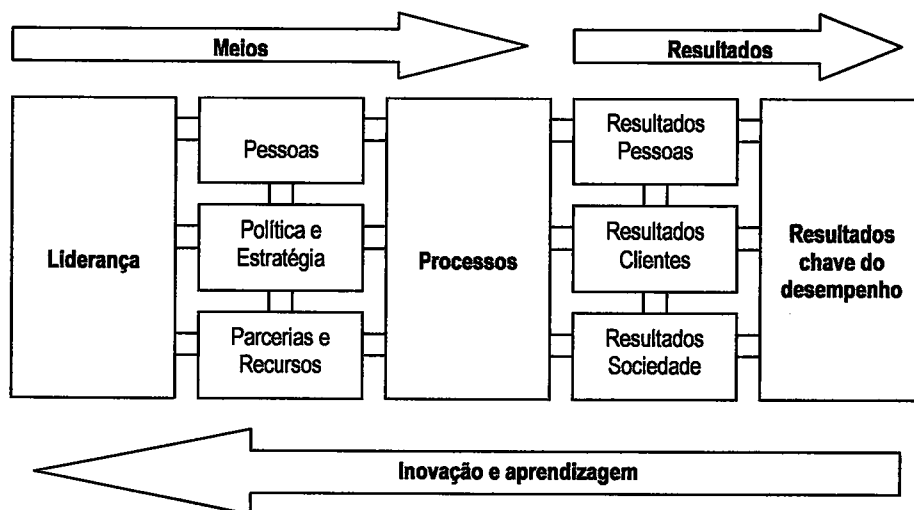 Meios
Resultados
Liderança
Pessoas
Política e
Estratégia
Parcerias e
Recursos
Processos
Resultados
Pessoas
Resultados
Clientes
Resultados
Sociedade
Resultados
chave do
desempenho
Inovação e aprendizagem